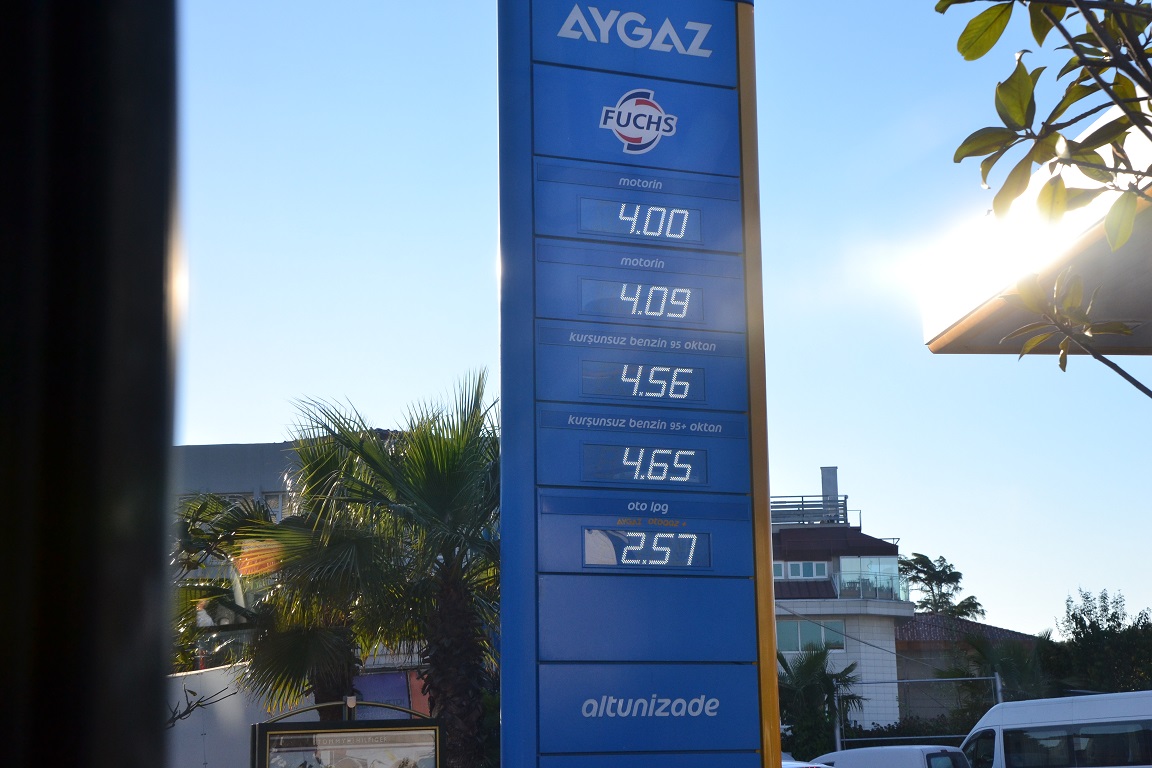 AYGAZ
FUCHS
motorin
4.00
motorin
4.09
kurşunsuz benzin 95 oktan
4.56
kurşunsuz benzin 95+ oktan
4.65
oto lpg
2.57
altunizade